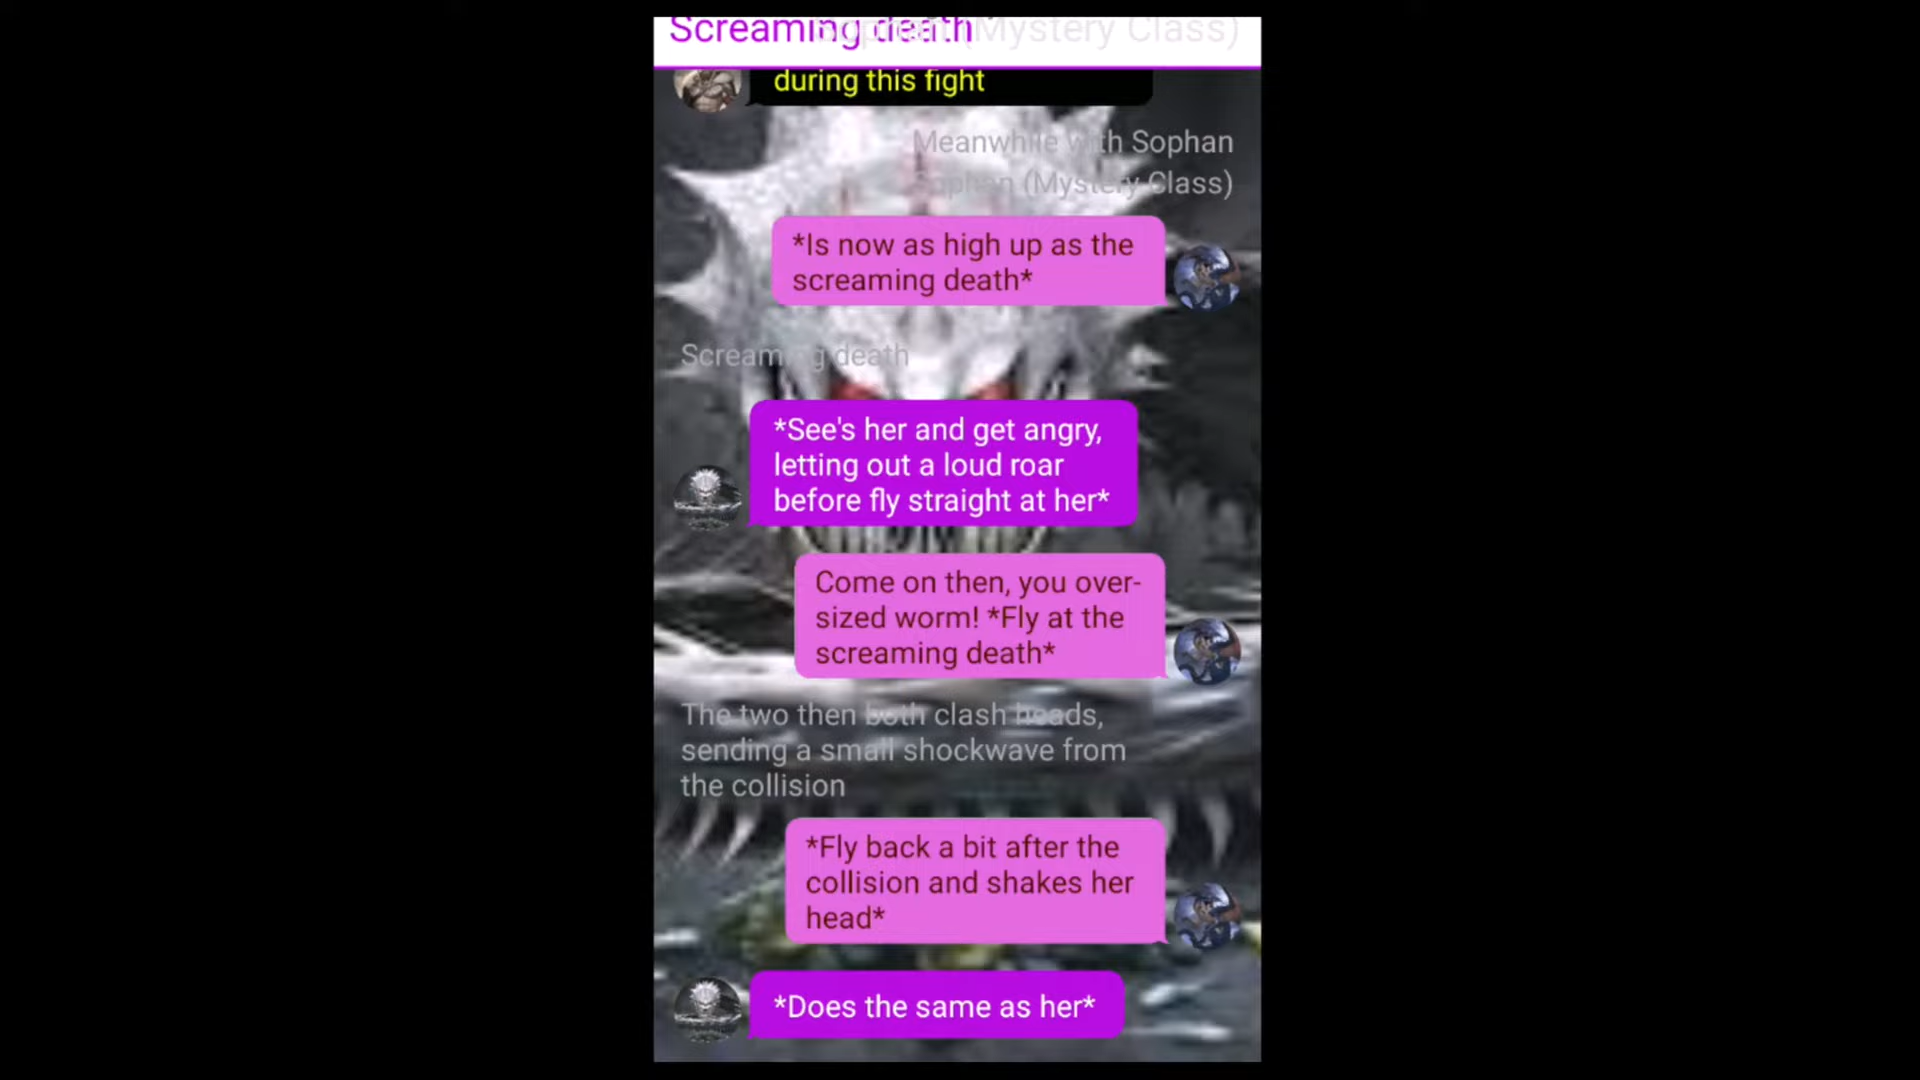 Screaming death
Sophan (Mystery Class)
during this fight
Meanwhile with Sophan
Sophan (Mystery Class)
*Is now as high up as the
screaming death*
Screaming death
*See's her and get angry,
letting out a loud roar
before fly straight at her*
Come on then, you over-
sized worm! *Fly at the
screaming death*
The two then both clash heads,
sending a small shockwave from
the collision
*Fly back a bit after the
collision and shakes her
head*
*Does the same as her*